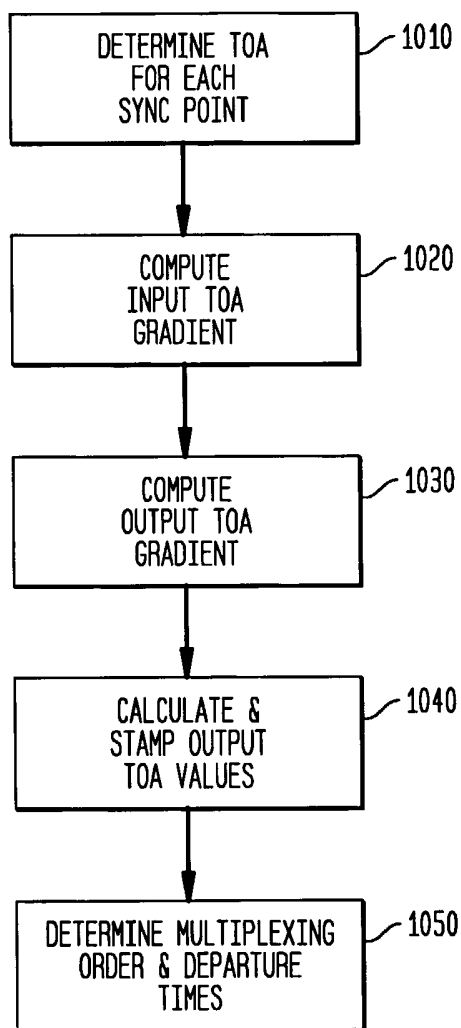 DETERMINE TOA
FOR EACH
SYNC POINT
1010
COMPUTE
INPUT TOA
GRADIENT
1020
COMPUTE
OUTPUT TOA
GRADIENT
1030
CALCULATE &
STAMP OUTPUT
TOA VALUES
1040
DETERMINE MULTIPLEXING
ORDER & DEPARTURE
TIMES
1050